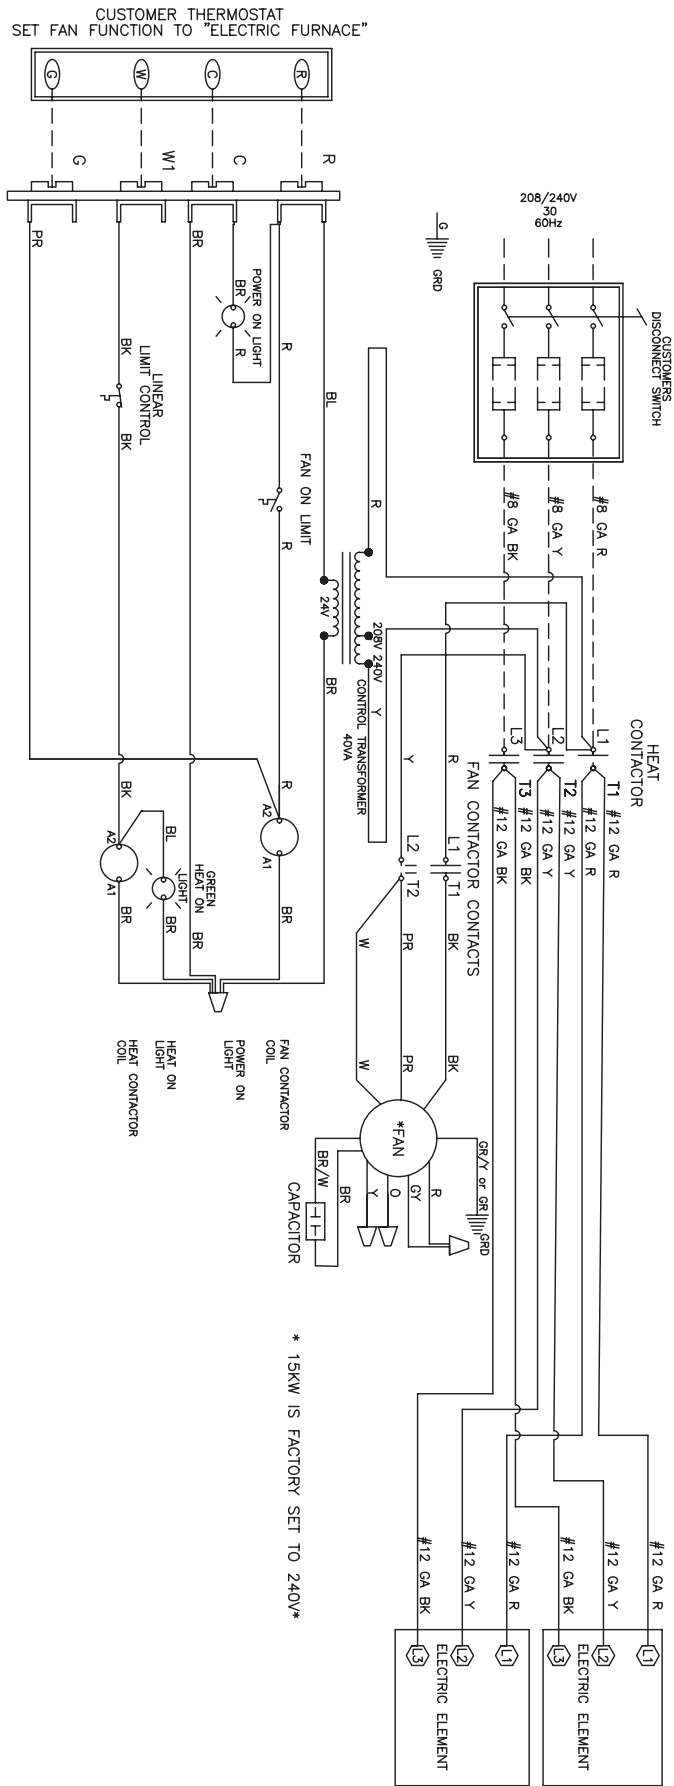 CUSTOMER THERMOSTAT
SET FAN FUNCTION TO "ELECTRIC FURNACE"
G
W
C
R
G
W1
C
R
PR
BR
POWER ON LIGHT
BR
R
R
BL
BK
LINEAR
LIMIT CONTROL
BK
FAN ON LIMIT
R
208/240V
30
60Hz
G
GRD
CUSTOMERS
DISCONNECT SWITCH
#8 GA BK
#8 GA Y
#8 GA R
R
24V
208V
240V
CONTROL TRANSFORMER
40VA
Y
BR
HEAT
CONTACTOR
L1
L2
L3
T1
T2
T3
#12 GA R
#12 GA R
#12 GA Y
#12 GA Y
#12 GA BK
#12 GA BK
R
Y
FAN CONTACTOR CONTACTS
L1
T1
L2
T2
BK
PR
W
BK
R
A2
A1
BR
BK
A2
A1
BR
BL
GREEN
HEAT ON
LIGHT
BR
BR
FAN CONTACTOR
COIL
POWER ON
LIGHT
HEAT ON
LIGHT
HEAT CONTACTOR
COIL
W
PR
*FAN
GR/Y or GR
GRD
R
GY
O
Y
BR
BR/W
CAPACITOR
* 15KW IS FACTORY SET TO 240V*
#12 GA R
#12 GA Y
#12 GA BK
#12 GA R
#12 GA Y
#12 GA BK
L1
L2
L3
ELECTRIC ELEMENT
L1
L2
L3
ELECTRIC ELEMENT